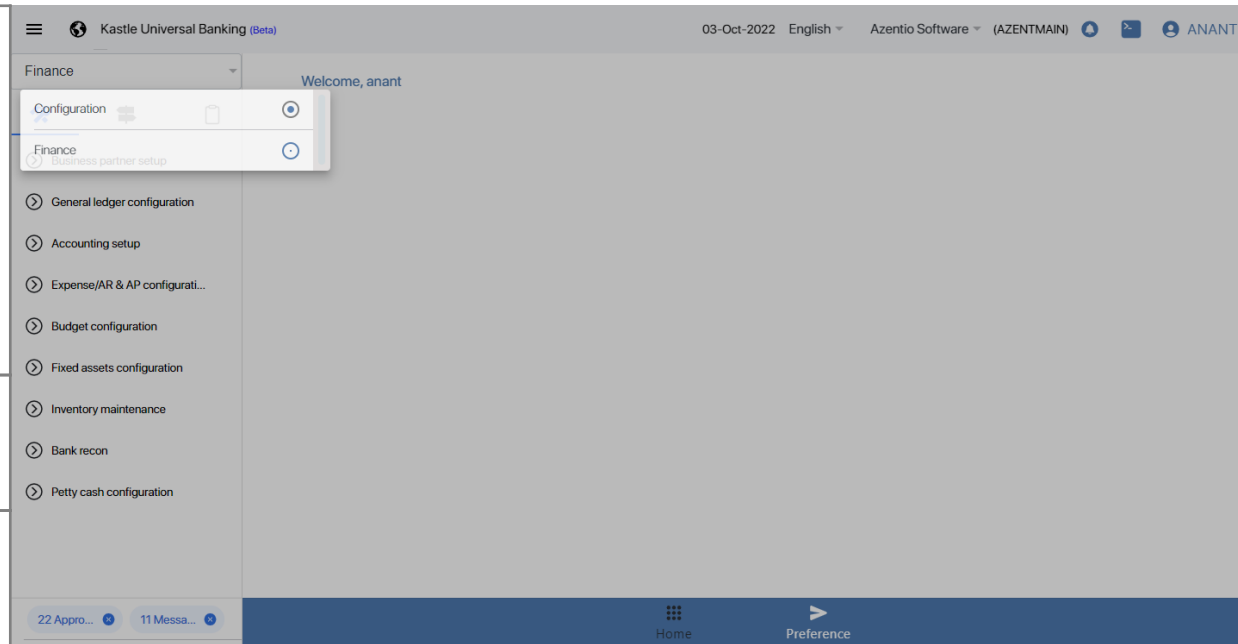 Kastle Universal Banking (Beta)
03-Oct-2022 English Azentio Software (AZENTMAIN) ANANT
Finance
Welcome, anant
Configuration
Finance
Business partner setup
General ledger configuration
Accounting setup
Expense/AR & AP configurati...
Budget configuration
Fixed assets configuration
Inventory maintenance
Bank recon
Petty cash configuration
22 Appro... 11 Messa...
Home Preference